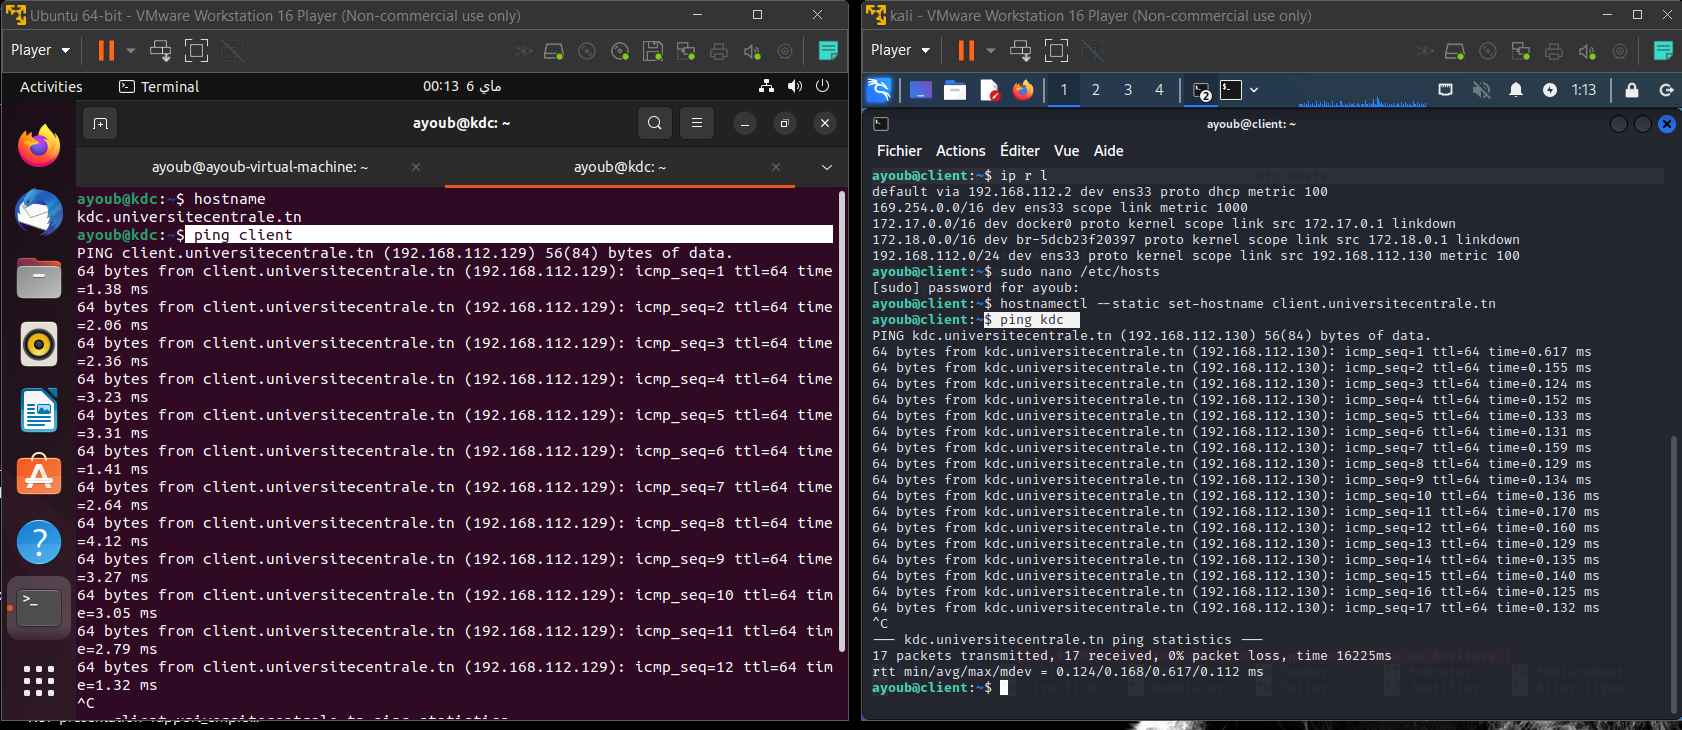 Ubuntu 64-bit - VMware Workstation 16 Player (Non-commercial use only)
Player
Activities
Terminal
00:13 6 ماي
ayoub@kdc: ~
ayoub@ayoub-virtual-machine: ~
ayoub@kdc: ~
ayoub@kdc:~$ hostname
kdc.universitecentrale.tn
ayoub@kdc:~$ ping client
PING client.universitecentrale.tn (192.168.112.129) 56(84) bytes of data.
64 bytes from client.universitecentrale.tn (192.168.112.129): icmp_seq=1 ttl=64 time
=1.38 ms
64 bytes from client.universitecentrale.tn (192.168.112.129): icmp_seq=2 ttl=64 time
=2.06 ms
64 bytes from client.universitecentrale.tn (192.168.112.129): icmp_seq=3 ttl=64 time
=2.36 ms
64 bytes from client.universitecentrale.tn (192.168.112.129): icmp_seq=4 ttl=64 time
=3.23 ms
64 bytes from client.universitecentrale.tn (192.168.112.129): icmp_seq=5 ttl=64 time
=3.31 ms
64 bytes from client.universitecentrale.tn (192.168.112.129): icmp_seq=6 ttl=64 time
=1.41 ms
64 bytes from client.universitecentrale.tn (192.168.112.129): icmp_seq=7 ttl=64 time
=2.64 ms
64 bytes from client.universitecentrale.tn (192.168.112.129): icmp_seq=8 ttl=64 time
=4.12 ms
64 bytes from client.universitecentrale.tn (192.168.112.129): icmp_seq=9 ttl=64 time
=3.27 ms
64 bytes from client.universitecentrale.tn (192.168.112.129): icmp_seq=10 ttl=64 tim
e=3.05 ms
64 bytes from client.universitecentrale.tn (192.168.112.129): icmp_seq=11 ttl=64 tim
e=2.79 ms
64 bytes from client.universitecentrale.tn (192.168.112.129): icmp_seq=12 ttl=64 tim
e=1.32 ms
^C
--- client.universitecentrale.tn ping statistics ---
kali - VMware Workstation 16 Player (Non-commercial use only)
Player
1 2 3 4
2
1:13
ayoub@client: ~
Fichier Actions Éditer Vue Aide
ayoub@client:~$ ip r l
/etc/hosts
default via 192.168.112.2 dev ens33 proto dhcp metric 100
169.254.0.0/16 dev ens33 scope link metric 1000
172.17.0.0/16 dev docker0 proto kernel scope link src 172.17.0.1 linkdown
172.18.0.0/16 dev br-5dcb23f20397 proto kernel scope link src 172.18.0.1 linkdown
192.168.112.0/24 dev ens33 proto kernel scope link src 192.168.112.130 metric 100
ayoub@client:~$ sudo nano /etc/hosts
[sudo] password for ayoub:
ayoub@client:~$ hostnamectl --static set-hostname client.universitecentrale.tn
ayoub@client:~$ ping kdc
PING kdc.universitecentrale.tn (192.168.112.130) 56(84) bytes of data.
64 bytes from kdc.universitecentrale.tn (192.168.112.130): icmp_seq=1 ttl=64 time=0.617 ms
64 bytes from kdc.universitecentrale.tn (192.168.112.130): icmp_seq=2 ttl=64 time=0.155 ms
64 bytes from kdc.universitecentrale.tn (192.168.112.130): icmp_seq=3 ttl=64 time=0.124 ms
64 bytes from kdc.universitecentrale.tn (192.168.112.130): icmp_seq=4 ttl=64 time=0.152 ms
64 bytes from kdc.universitecentrale.tn (192.168.112.130): icmp_seq=5 ttl=64 time=0.133 ms
64 bytes from kdc.universitecentrale.tn (192.168.112.130): icmp_seq=6 ttl=64 time=0.131 ms
64 bytes from kdc.universitecentrale.tn (192.168.112.130): icmp_seq=7 ttl=64 time=0.159 ms
64 bytes from kdc.universitecentrale.tn (192.168.112.130): icmp_seq=8 ttl=64 time=0.129 ms
64 bytes from kdc.universitecentrale.tn (192.168.112.130): icmp_seq=9 ttl=64 time=0.134 ms
64 bytes from kdc.universitecentrale.tn (192.168.112.130): icmp_seq=10 ttl=64 time=0.136 ms
64 bytes from kdc.universitecentrale.tn (192.168.112.130): icmp_seq=11 ttl=64 time=0.170 ms
64 bytes from kdc.universitecentrale.tn (192.168.112.130): icmp_seq=12 ttl=64 time=0.160 ms
64 bytes from kdc.universitecentrale.tn (192.168.112.130): icmp_seq=13 ttl=64 time=0.129 ms
64 bytes from kdc.universitecentrale.tn (192.168.112.130): icmp_seq=14 ttl=64 time=0.135 ms
64 bytes from kdc.universitecentrale.tn (192.168.112.130): icmp_seq=15 ttl=64 time=0.140 ms
64 bytes from kdc.universitecentrale.tn (192.168.112.130): icmp_seq=16 ttl=64 time=0.125 ms
64 bytes from kdc.universitecentrale.tn (192.168.112.130): icmp_seq=17 ttl=64 time=0.132 ms
^C
--- kdc.universitecentrale.tn ping statistics ---
17 packets transmitted, 17 received, 0% packet loss, time 16225ms
rtt min/avg/max/mdev = 0.124/0.168/0.617/0.112 ms
ayoub@client:~$